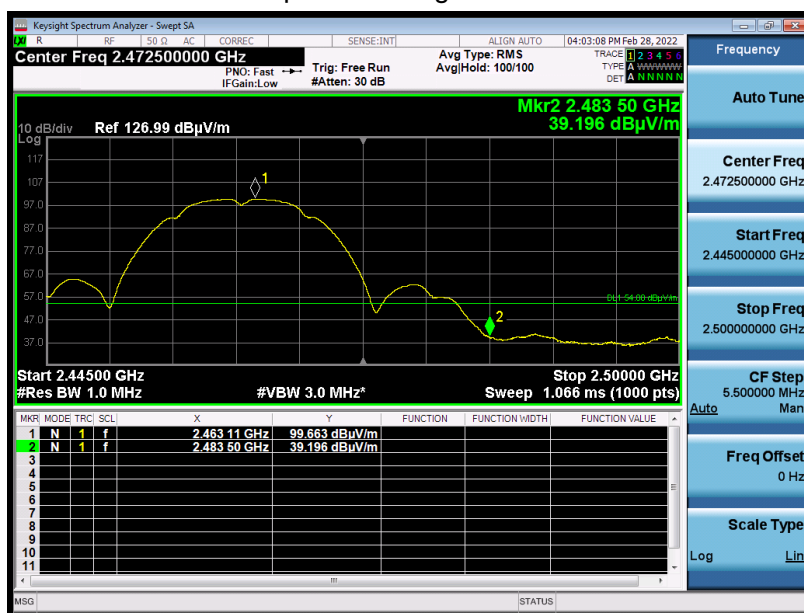 Keysight Spectrum Analyzer - Swept SA
LXI R RF 50 Ω AC CORREC SENSE:INT ALIGN AUTO 04:03:08 PM Feb 28, 2022
Center Freq 2.472500000 GHz
PNO: Fast
IFGain:Low
Trig: Free Run
#Atten: 30 dB
Avg Type: RMS
Avg|Hold: 100/100
TRACE 1 2 3 4 5 6
TYPE A WWWWW
DET A N N N N N
Mkr2 2.483 50 GHz
39.196 dBµV/m
10 dB/div Ref 126.99 dBµV/m
Log
117
107
97.0
87.0
77.0
67.0
57.0
47.0
37.0
1
2
DL1 54.00 dBµV/m
Start 2.44500 GHz Stop 2.50000 GHz
#Res BW 1.0 MHz #VBW 3.0 MHz* Sweep 1.066 ms (1000 pts)
MKR MODE TRC SCL X Y FUNCTION FUNCTION WIDTH FUNCTION VALUE
1 N 1 f 2.463 11 GHz 99.663 dBµV/m
2 N 1 f 2.483 50 GHz 39.196 dBµV/m
3
4
5
6
7
8
9
10
11
MSG STATUS
Frequency
Auto Tune
Center Freq
2.472500000 GHz
Start Freq
2.445000000 GHz
Stop Freq
2.500000000 GHz
CF Step
5.500000 MHz
Auto Man
Freq Offset
0 Hz
Scale Type
Log Lin